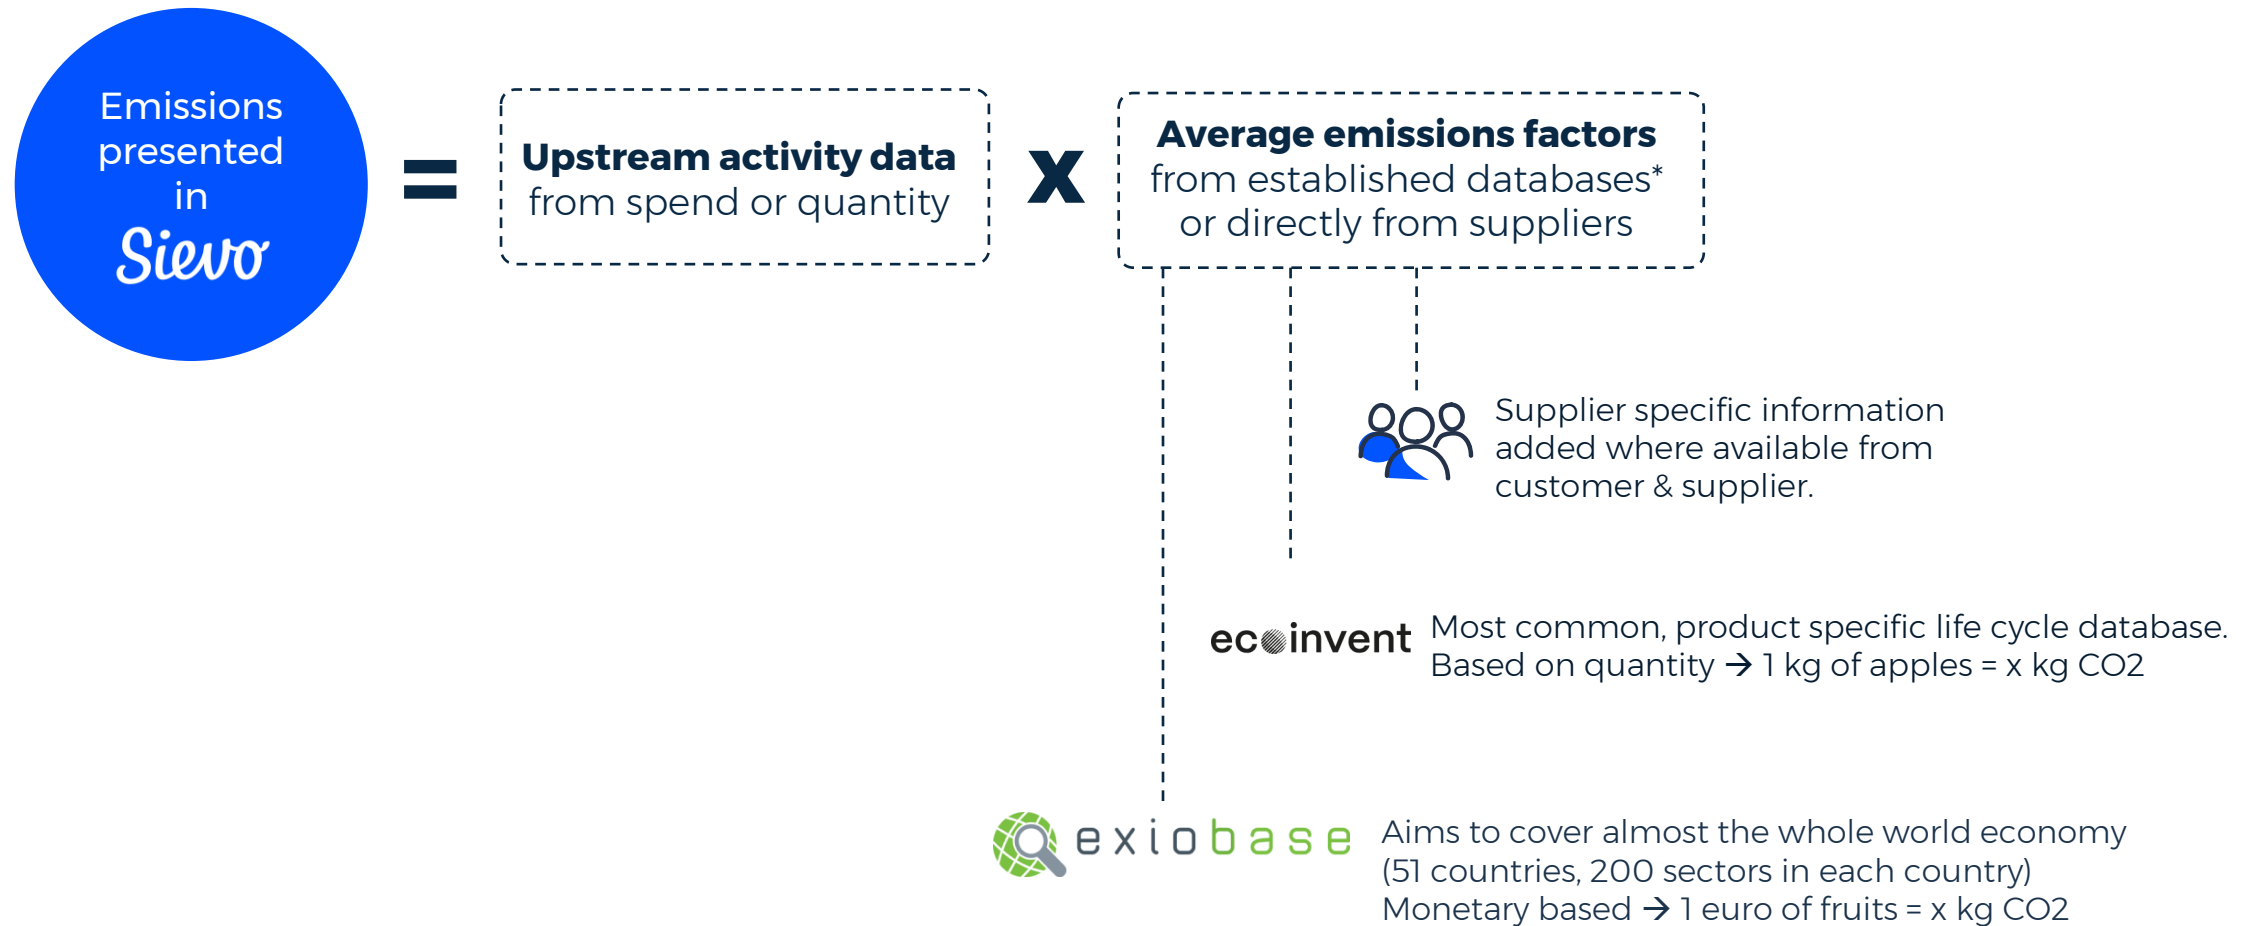 Emissions
presented
in
Sievo
=
Upstream activity data
from spend or quantity
x
Average emissions factors
from established databases*
or directly from suppliers
Supplier specific information
added where available from
customer & supplier.
ecoinvent
Most common, product specific life cycle database.
Based on quantity → 1 kg of apples = x kg CO2
exiobase
Aims to cover almost the whole world economy
(51 countries, 200 sectors in each country)
Monetary based → 1 euro of fruits = x kg CO2